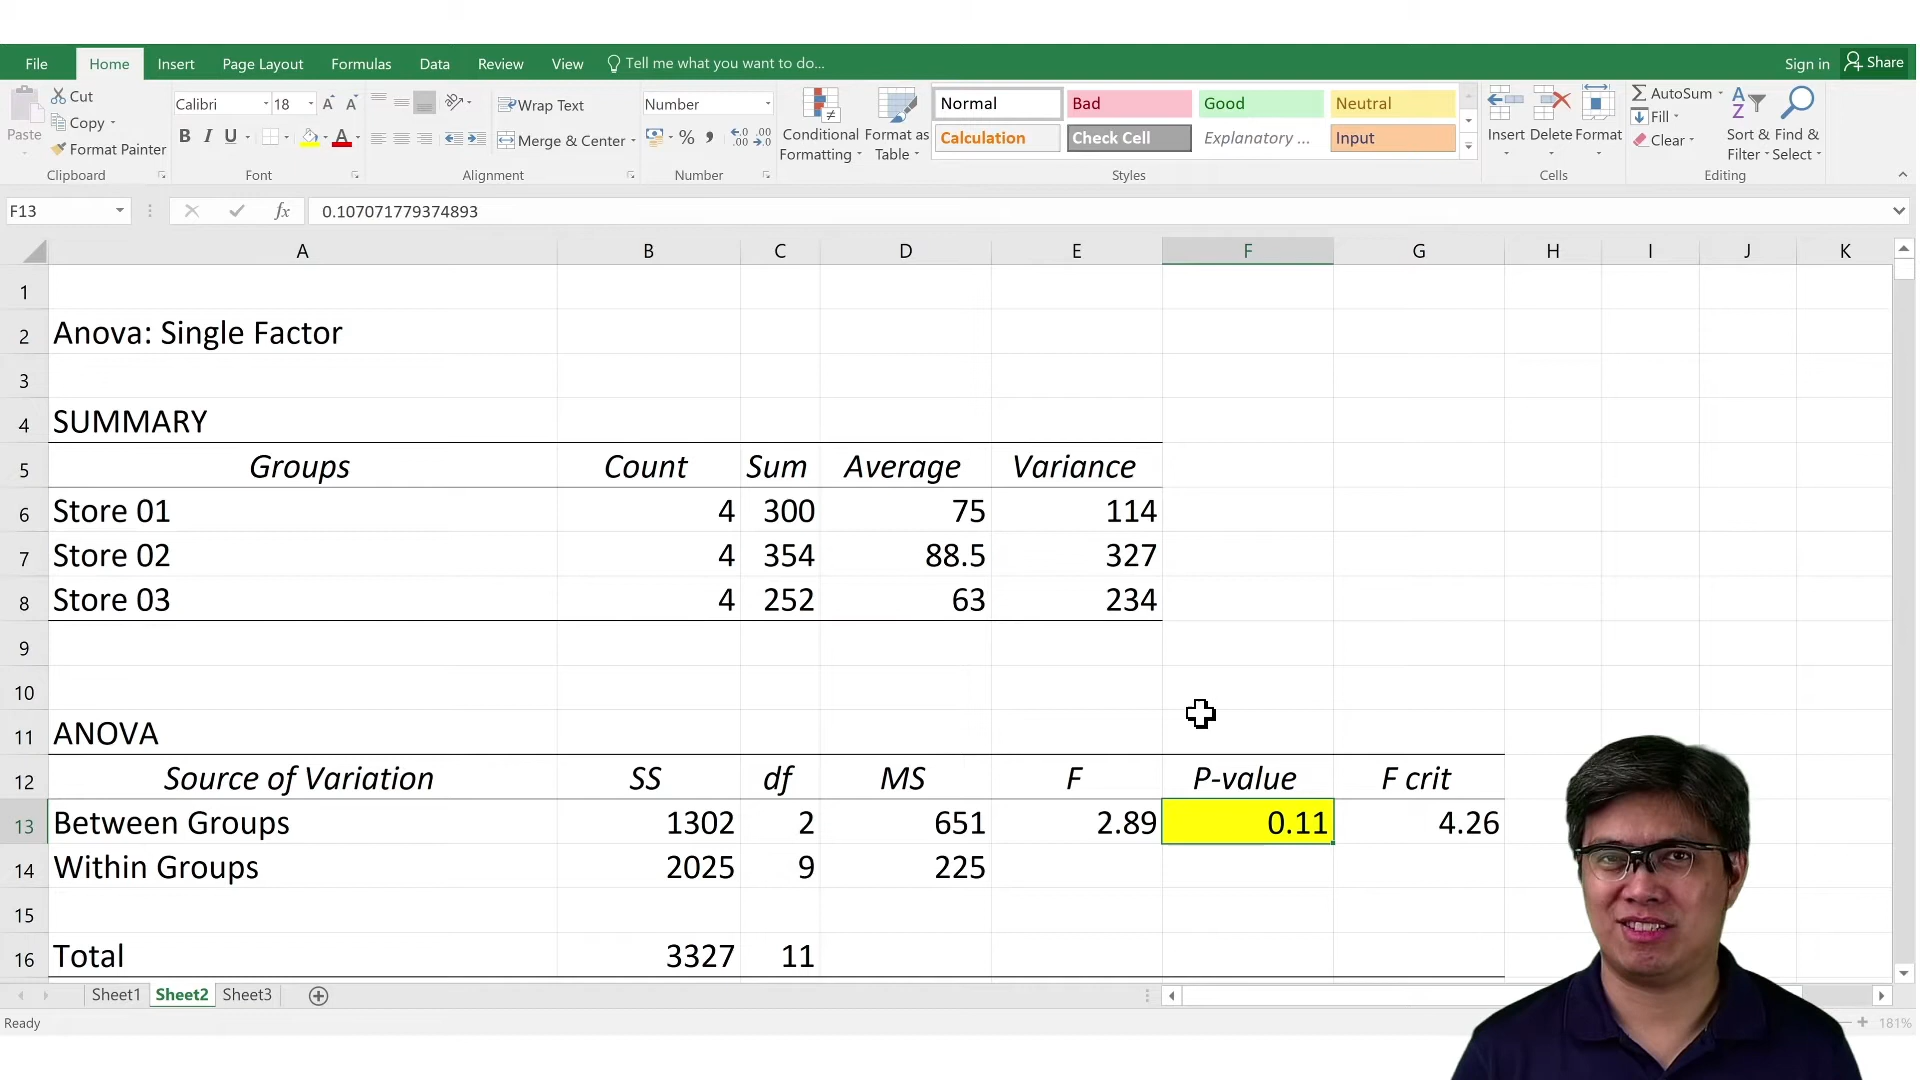 File Home Insert Page Layout Formulas Data Review View Tell me what you want to do... Sign in Share
Cut
Copy
Format Painter
Paste
Clipboard
Calibri 18
B I U A
Font
Wrap Text
Merge & Center
Alignment
Number
% , .00 .0
Number
Conditional Formatting
Format as Table
Normal Bad Good Neutral
Calculation Check Cell Explanatory ... Input
Styles
Insert Delete Format
Cells
AutoSum
Fill
Clear
Sort & Filter
Find & Select
Editing
F13 fx 0.107071779374893
A B C D E F G H I J K
1
2 Anova: Single Factor
3
4 SUMMARY
5 Groups Count Sum Average Variance
6 Store 01 4 300 75 114
7 Store 02 4 354 88.5 327
8 Store 03 4 252 63 234
9
10
11 ANOVA
12 Source of Variation SS df MS F P-value F crit
13 Between Groups 1302 2 651 2.89 0.11 4.26
14 Within Groups 2025 9 225
15
16 Total 3327 11
Sheet1 Sheet2 Sheet3
Ready 181%